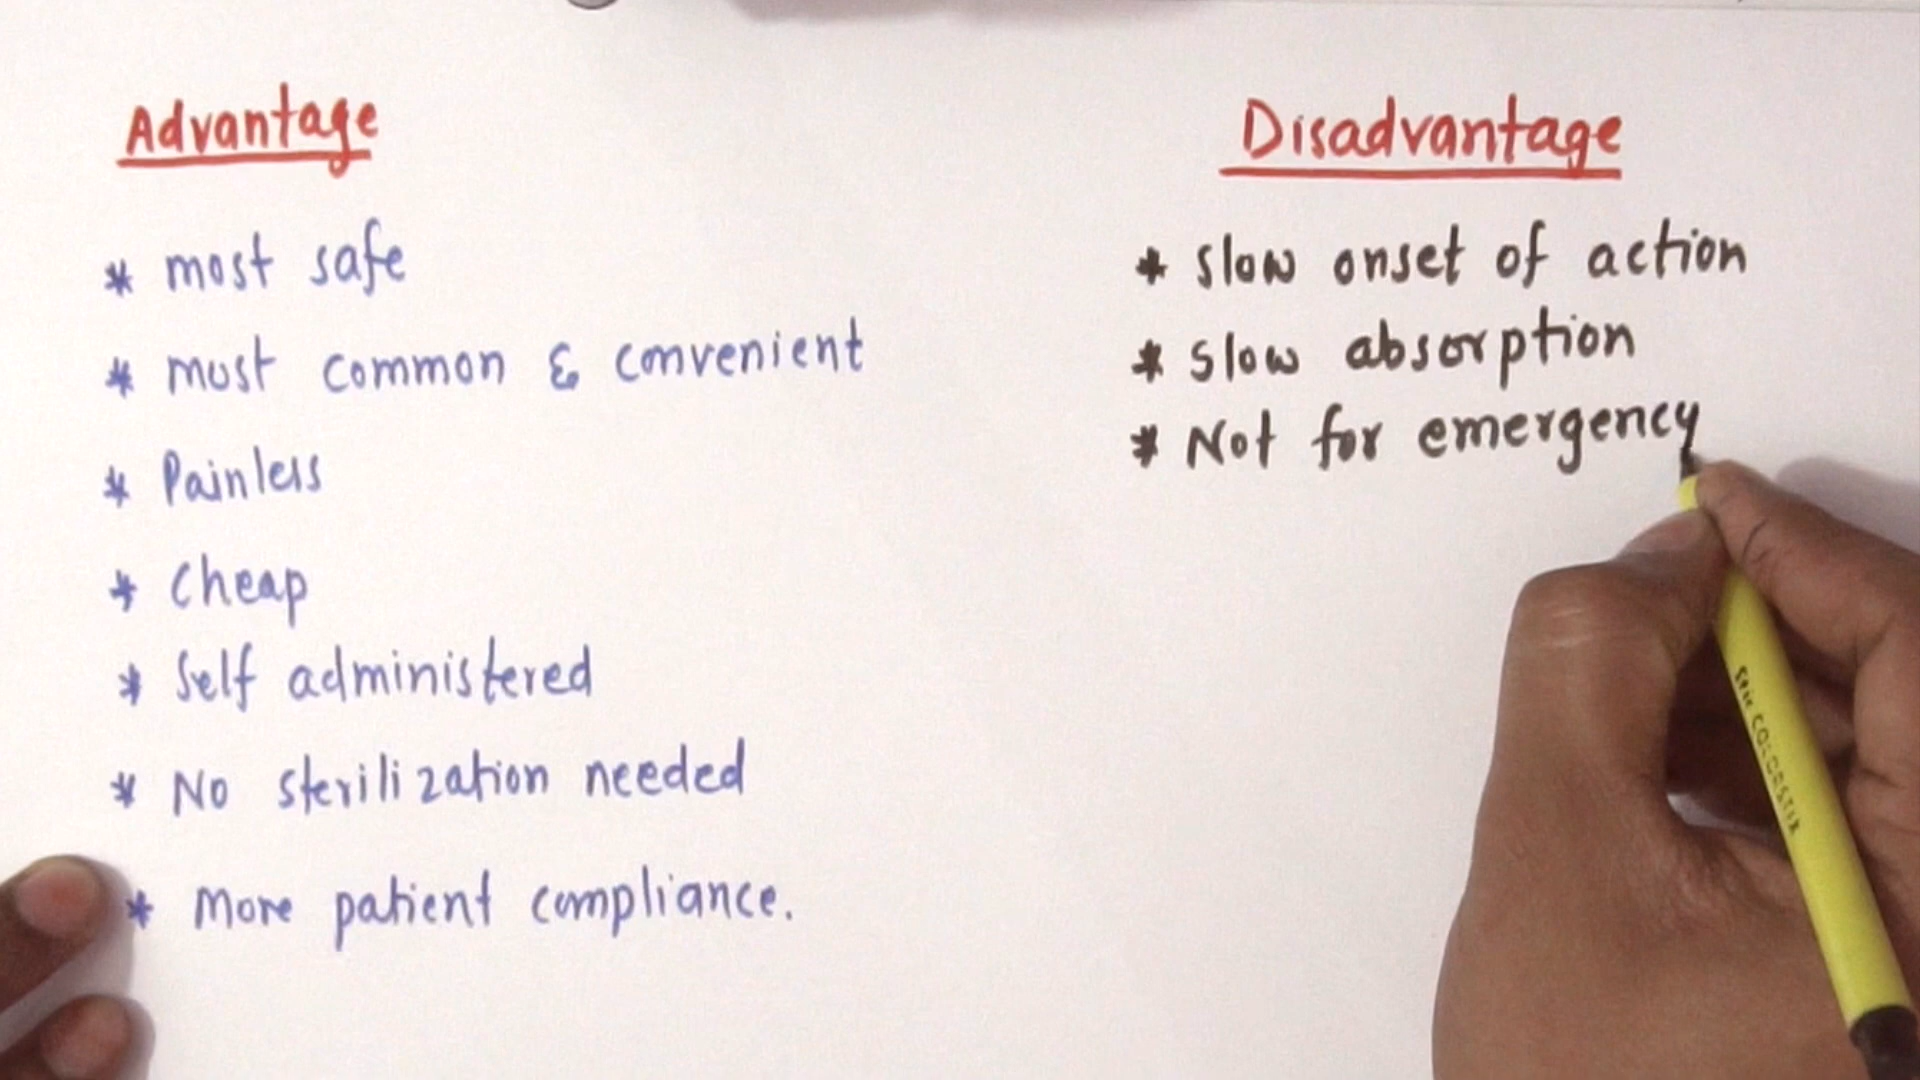 Advantage
* most safe
* most common & convenient
* Painless
* Cheap
* Self administered
* No sterilization needed
* More patient compliance.
Disadvantage
* Slow onset of action
* Slow absorption
* Not for emergency
COLORSTIX